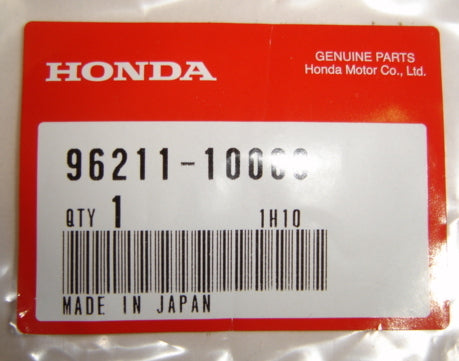 HONDA
GENUINE PARTS
Honda Motor Co., Ltd.
96211-10000
QTY 1 1H10
MADE IN JAPAN